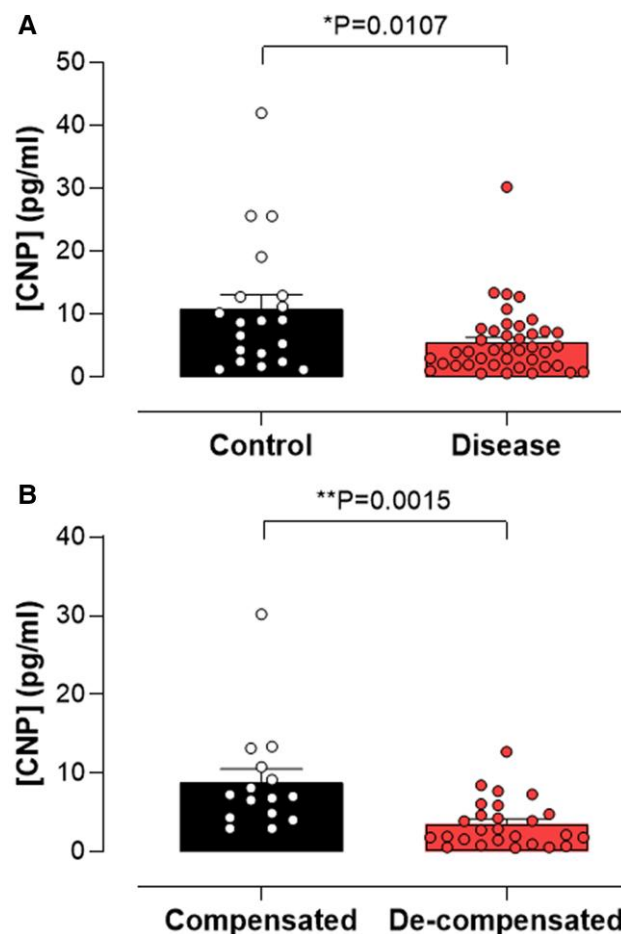 A
*P=0.0107
50
40
30
20
10
0
[CNP] (pg/ml)
Control Disease
B
**P=0.0015
40
30
20
10
0
[CNP] (pg/ml)
Compensated De-compensated